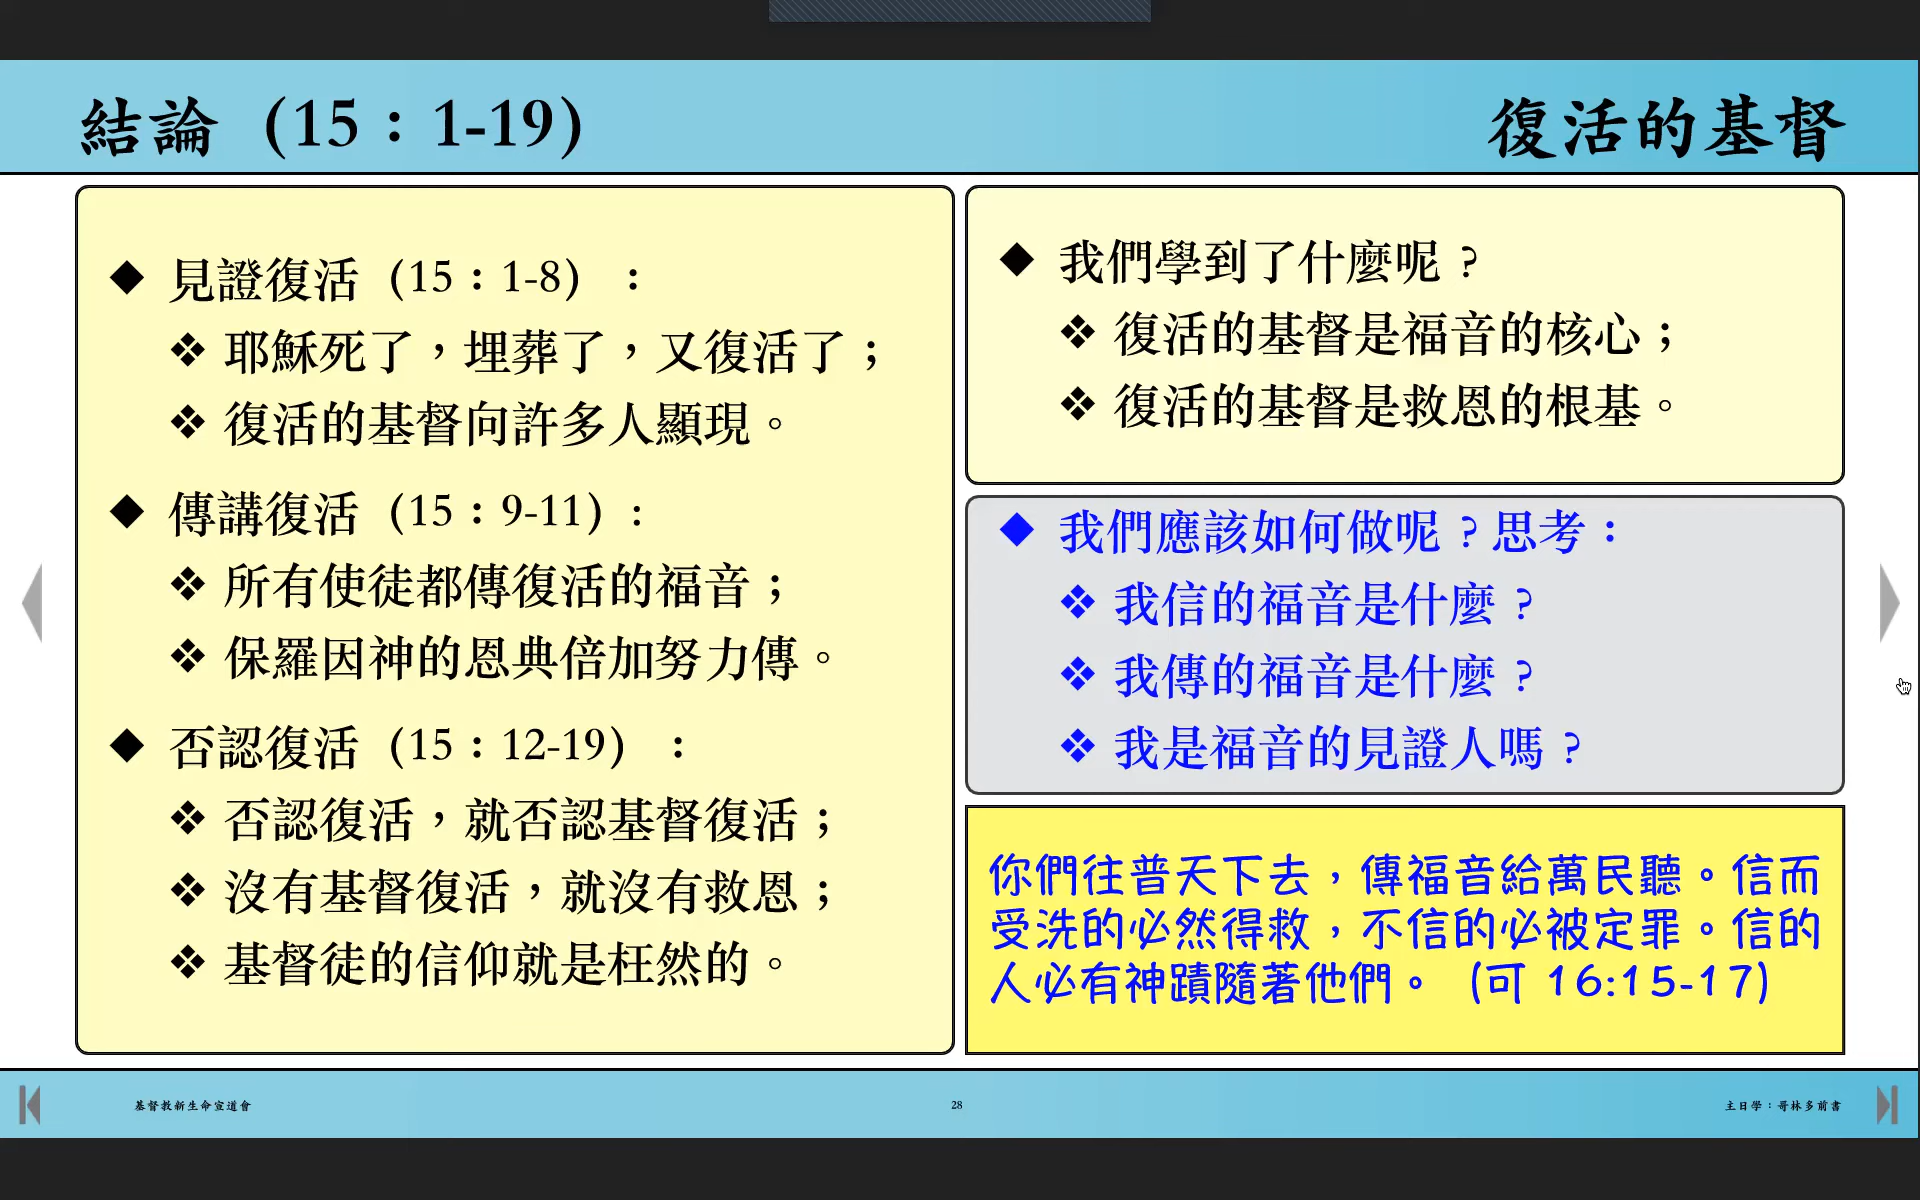 結論（15：1-19）
復活的基督
◆ 見證復活（15：1-8）：
❖ 耶穌死了，埋葬了，又復活了；
❖ 復活的基督向許多人顯現。
◆ 傳講復活（15：9-11）：
❖ 所有使徒都傳復活的福音；
❖ 保羅因神的恩典倍加努力傳。
◆ 否認復活（15：12-19）：
❖ 否認復活，就否認基督復活；
❖ 沒有基督復活，就沒有救恩；
❖ 基督徒的信仰就是枉然的。
◆ 我們學到了什麼呢？
❖ 復活的基督是福音的核心；
❖ 復活的基督是救恩的根基。
◆ 我們應該如何做呢？思考：
❖ 我信的福音是什麼？
❖ 我傳的福音是什麼？
❖ 我是福音的見證人嗎？
你們往普天下去，傳福音給萬民聽。信而
受洗的必然得救，不信的必被定罪。信的
人必有神蹟隨著他們。（可 16:15-17）
基督教新生命宣道會
28
主日學：哥林多前書